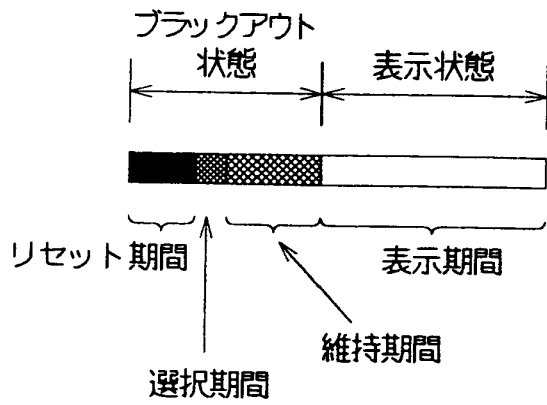 ブラックアウト
状態
表示状態
リセット期間
表示期間
維持期間
選択期間